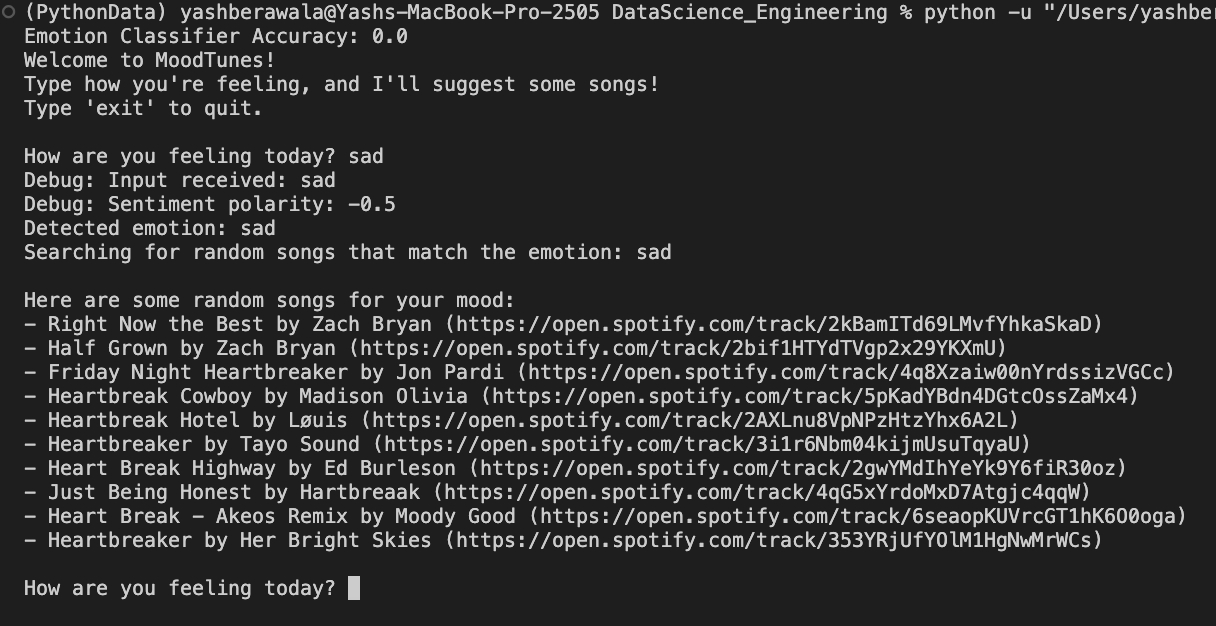 (PythonData) yashberawala@Yashs-MacBook-Pro-2505 DataScience_Engineering % python -u "/Users/yashber
Emotion Classifier Accuracy: 0.0
Welcome to MoodTunes!
Type how you're feeling, and I'll suggest some songs!
Type 'exit' to quit.
How are you feeling today? sad
Debug: Input received: sad
Debug: Sentiment polarity: -0.5
Detected emotion: sad
Searching for random songs that match the emotion: sad
Here are some random songs for your mood:
- Right Now the Best by Zach Bryan (https://open.spotify.com/track/2kBamITd69LMvfYhkaSkaD)
- Half Grown by Zach Bryan (https://open.spotify.com/track/2bif1HTYdTVgp2x29YKXmU)
- Friday Night Heartbreaker by Jon Pardi (https://open.spotify.com/track/4q8Xzaiw00nYrdssizVGCc)
- Heartbreak Cowboy by Madison Olivia (https://open.spotify.com/track/5pKadYBdn4DGtcOssZaMx4)
- Heartbreak Hotel by Løuis (https://open.spotify.com/track/2AXLnu8VpNPzHtzYhx6A2L)
- Heartbreaker by Tayo Sound (https://open.spotify.com/track/3i1r6Nbm04kijmUsuTqyaU)
- Heart Break Highway by Ed Burleson (https://open.spotify.com/track/2gwYMdIhYeYk9Y6fiR30oz)
- Just Being Honest by Hartbreaak (https://open.spotify.com/track/4qG5xYrdoMxD7Atgjc4qqW)
- Heart Break - Akeos Remix by Moody Good (https://open.spotify.com/track/6seaopKUVrcGT1hK6O0oga)
- Heartbreaker by Her Bright Skies (https://open.spotify.com/track/353YRjUfYOlM1HgNwMrWCs)
How are you feeling today?